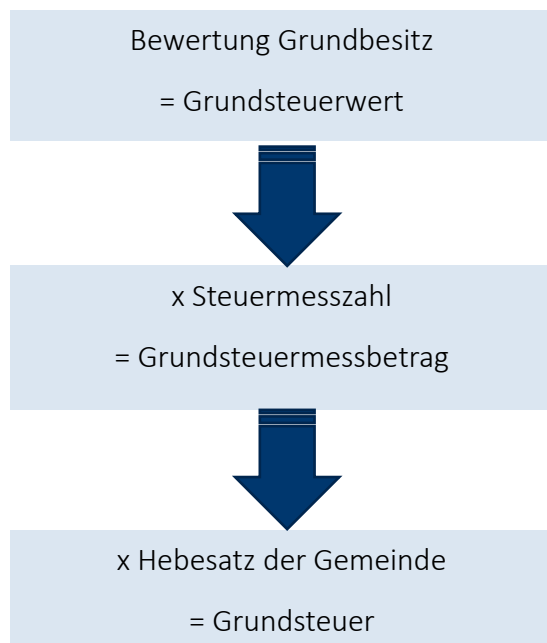 Bewertung Grundbesitz
= Grundsteuerwert
x Steuermesszahl
= Grundsteuermessbetrag
x Hebesatz der Gemeinde
= Grundsteuer